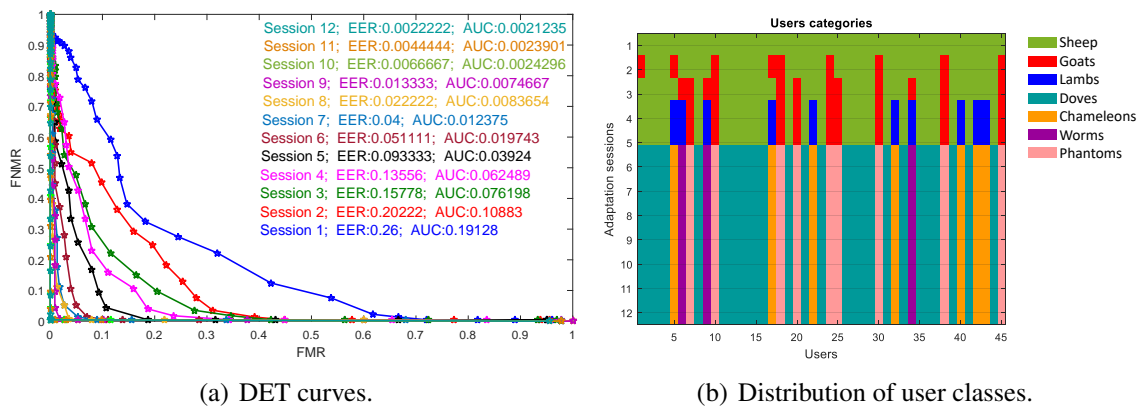 Session 12; EER:0.0022222; AUC:0.0021235
Session 11; EER:0.0044444; AUC:0.0023901
Session 10; EER:0.0066667; AUC:0.0024296
Session 9; EER:0.013333; AUC:0.0074667
Session 8; EER:0.022222; AUC:0.0083654
Session 7; EER:0.04; AUC:0.012375
Session 6; EER:0.051111; AUC:0.019743
Session 5; EER:0.093333; AUC:0.03924
Session 4; EER:0.13556; AUC:0.062489
Session 3; EER:0.15778; AUC:0.076198
Session 2; EER:0.20222; AUC:0.10883
Session 1; EER:0.26; AUC:0.19128
FNMR
1
0.9
0.8
0.7
0.6
0.5
0.4
0.3
0.2
0.1
0
0 0.1 0.2 0.3 0.4 0.5 0.6 0.7 0.8 0.9 1
FMR
(a) DET curves.
Users categories
Adaptation sessions
1
2
3
4
5
6
7
8
9
10
11
12
5 10 15 20 25 30 35 40 45
Users
Sheep
Goats
Lambs
Doves
Chameleons
Worms
Phantoms
(b) Distribution of user classes.